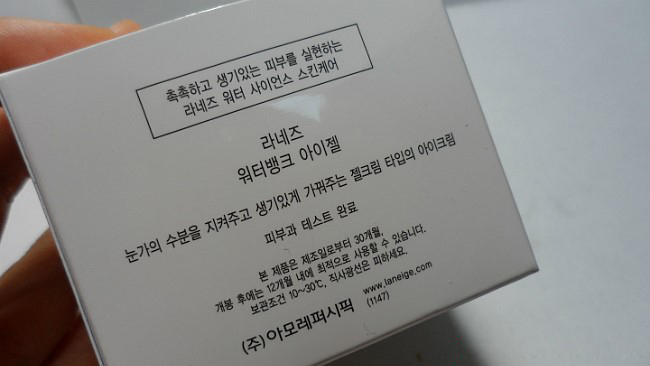 촉촉하고 생기있는 피부를 실현하는
라네즈 워터 사이언스 스킨케어
라네즈
워터뱅크 아이젤
눈가의 수분을 지켜주고 생기있게 가꿔주는 젤크림 타입의 아이크림
피부과 테스트 완료
본 제품은 제조일로부터 30개월,
개봉 후에는 12개월 내에 최적으로 사용할 수 있습니다.
보관조건 10~30℃, 직사광선은 피하세요.
(주)아모레퍼시픽 www.laneige.com
(1147)